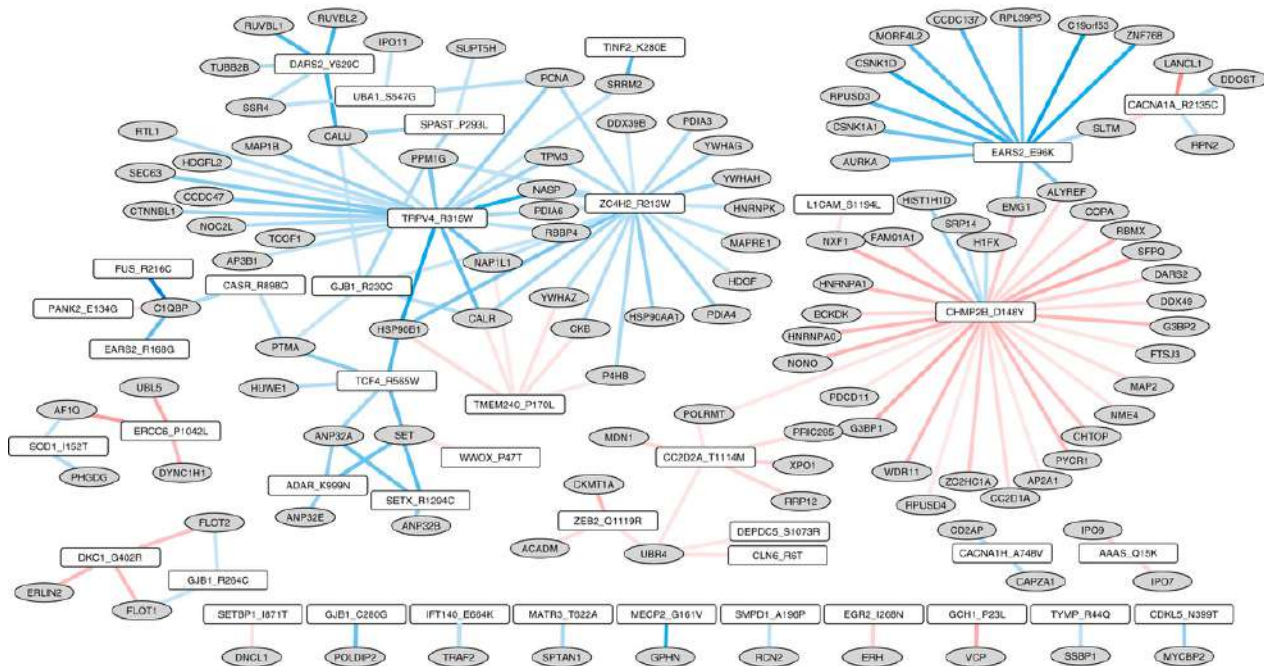 RUVBL1
RUVBL2
IPO11
SUPT5H
TINF2_K280E
CCDC137
RPL39P5
C19orf53
MORF4L2
ZNF768
LANCL1
DDOST
TUBB2B
DARS2_Y629C
PCNA
SRRM2
CSNK1D
CACNA1A_R2135C
SSR4
UBA1_S547G
RPUSD3
SPAST_P293L
DDX39B
PDIA3
CSNK1A1
SLTM
RPN2
RTL1
MAP1B
CALU
YWHAG
EARS2_E96K
HDGFL2
PPM1G
TPM3
AURKA
SEC63
YWHAH
CCDC47
NASP
ALYREF
CTNNBL1
TRPV4_R315W
PDIA6
ZC4H2_R213W
HNRNPK
L1CAM_S1194L
HIST1H1D
EMG1
COPA
NOC2L
SRP14
RBMX
TCOF1
RBBP4
MAPRE1
NXF1
FAM91A1
H1FX
SFPQ
AP3B1
NAP1L1
FUS_R216C
DARS2
CASR_R898Q
GJB1_R230C
HDGF
HNRNPA1
DDX49
PANK2_E134G
C1QBP
YWHAZ
PDIA4
BCKDK
CHMP2B_D148Y
CALR
HSP90AA1
G3BP2
HSP90B1
CKB
HNRNPA0
EARS2_R168G
PTMA
NONO
FTSJ3
HUWE1
TCF4_R565W
P4HB
UBL5
MAP2
TMEM240_P170L
PDCD11
AF1Q
POLRMT
NME4
ERCC6_P1042L
G3BP1
SOD1_I152T
ANP32A
SET
MDN1
PRIC285
CHTOP
WWOX_P47T
CC2D2A_T1114M
PYCR1
PHGDG
DYNC1H1
XPO1
WDR11
AP2A1
ADAR_K999N
SETX_R1294C
CKMT1A
ZC2HC1A
RRP12
CC2D1A
RPUSD4
ANP32E
ANP32B
ZEB2_Q1119R
FLOT2
DEPDC5_S1073R
CD2AP
IPO9
DKC1_G402R
ACADM
UBR4
CLN6_R6T
CACNA1H_A748V
AAAS_Q15K
GJB1_R264C
ERLIN2
CAPZA1
IPO7
FLOT1
SETBP1_I871T
GJB1_C280G
IFT140_E664K
MATR3_T622A
MECP2_G161V
SMPD1_A196P
EGR2_I268N
GCH1_P23L
TYMP_R44Q
CDKL5_N399T
DNCL1
POLDIP2
TRAF2
SPTAN1
GPHN
RCN2
ERH
VCP
SSBP1
MYCBP2